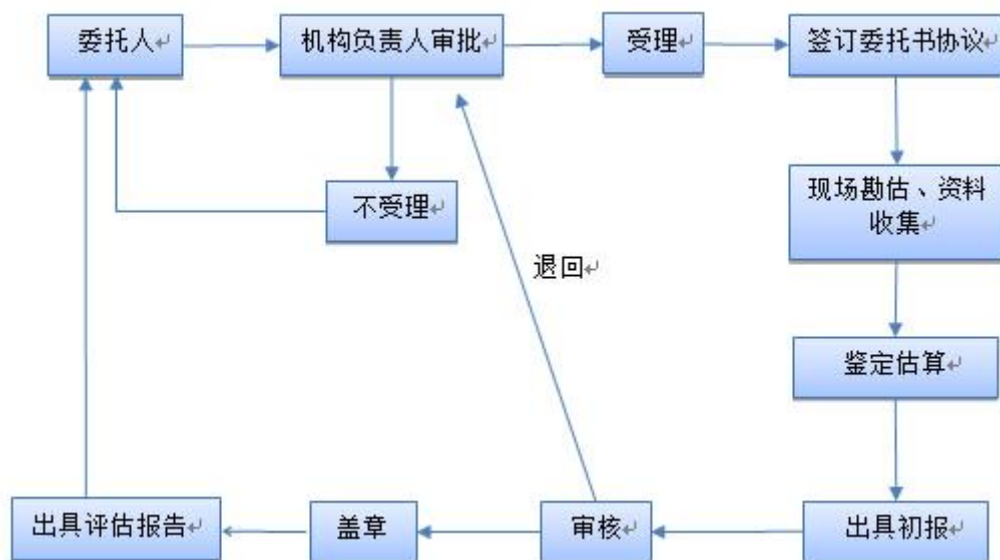 委托人
机构负责人审批
受理
签订委托书协议
不受理
现场勘估、资料
收集
退回
鉴定估算
出具评估报告
盖章
审核
出具初报